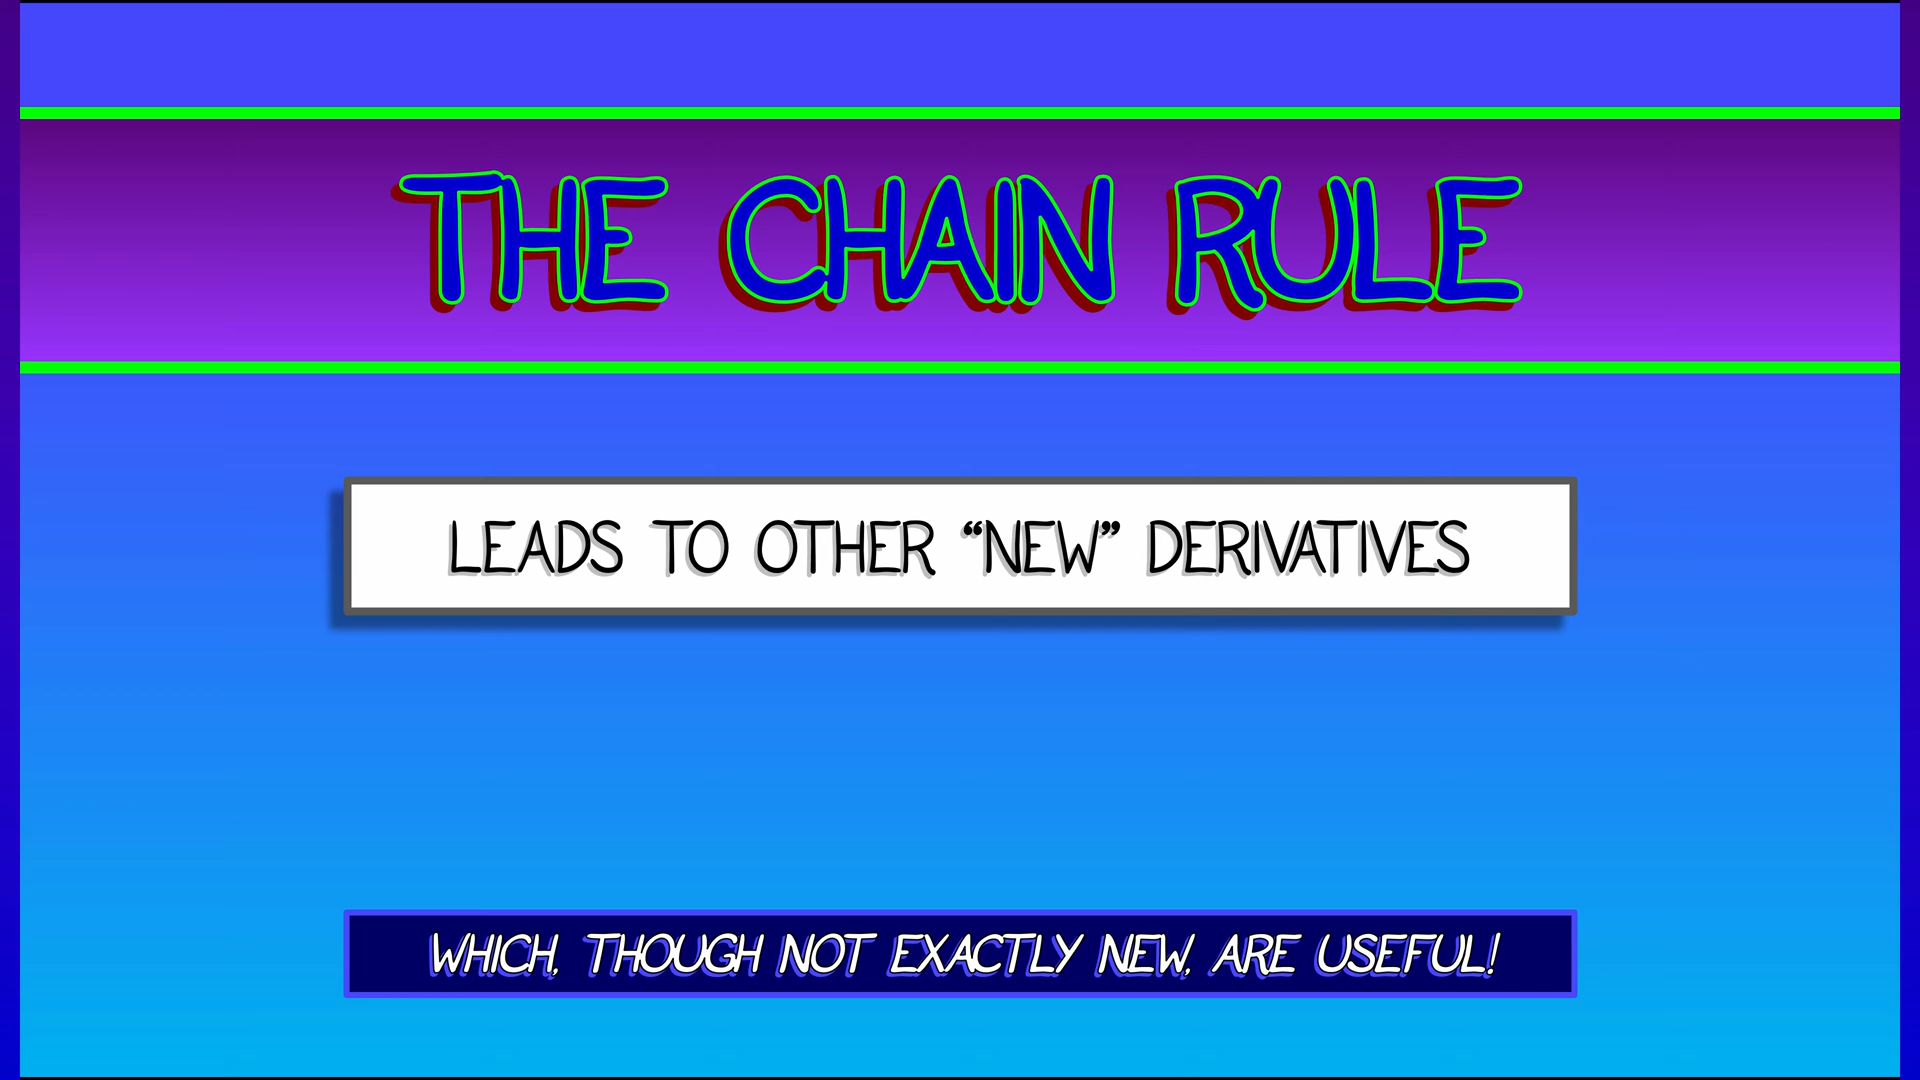 THE CHAIN RULE
LEADS TO OTHER “NEW” DERIVATIVES
WHICH, THOUGH NOT EXACTLY NEW, ARE USEFUL!